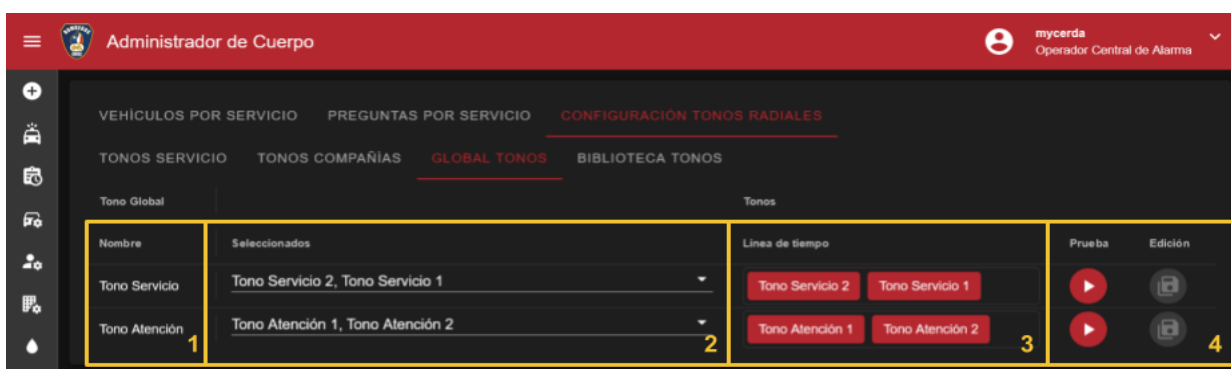 Administrador de Cuerpo
mycerda
Operador Central de Alarma
VEHÍCULOS POR SERVICIO PREGUNTAS POR SERVICIO CONFIGURACIÓN TONOS RADIALES
TONOS SERVICIO TONOS COMPAÑÍAS GLOBAL TONOS BIBLIOTECA TONOS
Tono Global Tonos
Nombre Seleccionados Línea de tiempo Prueba Edición
Tono Servicio Tono Servicio 2, Tono Servicio 1 Tono Servicio 2 Tono Servicio 1
Tono Atención Tono Atención 1, Tono Atención 2 Tono Atención 1 Tono Atención 2
1 2 3 4